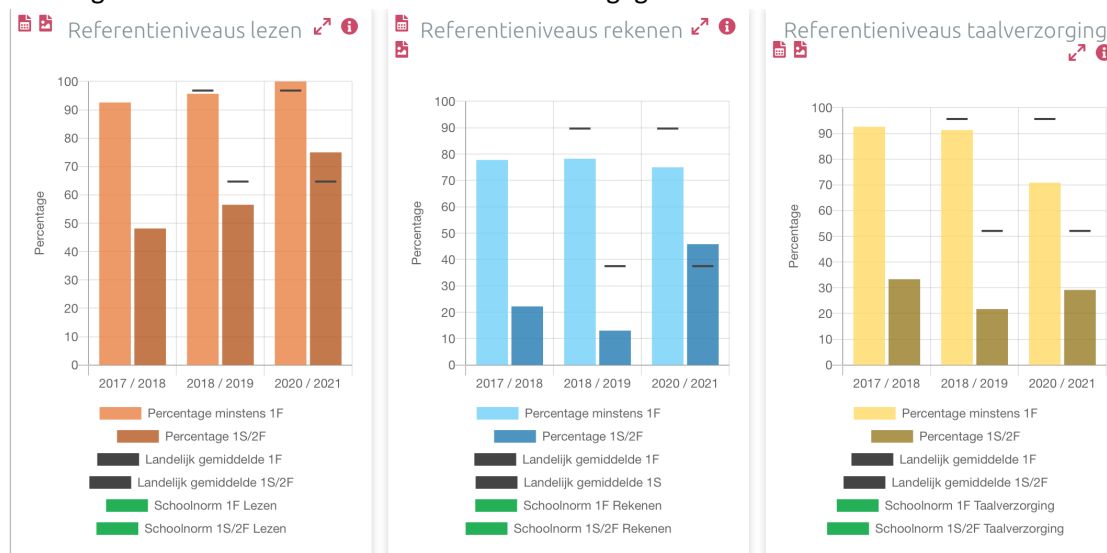 Referentieniveaus lezen
Percentage
100
90
80
70
60
50
40
30
20
10
0
2017 / 2018
2018 / 2019
2020 / 2021
Percentage minstens 1F
Percentage 1S/2F
Landelijk gemiddelde 1F
Landelijk gemiddelde 1S/2F
Schoolnorm 1F Lezen
Schoolnorm 1S/2F Lezen
Referentieniveaus rekenen
Percentage
100
90
80
70
60
50
40
30
20
10
0
2017 / 2018
2018 / 2019
2020 / 2021
Percentage minstens 1F
Percentage 1S/2F
Landelijk gemiddelde 1F
Landelijk gemiddelde 1S
Schoolnorm 1F Rekenen
Schoolnorm 1S/2F Rekenen
Referentieniveaus taalverzorging
Percentage
100
90
80
70
60
50
40
30
20
10
0
2017 / 2018
2018 / 2019
2020 / 2021
Percentage minstens 1F
Percentage 1S/2F
Landelijk gemiddelde 1F
Landelijk gemiddelde 1S/2F
Schoolnorm 1F Taalverzorging
Schoolnorm 1S/2F Taalverzorging